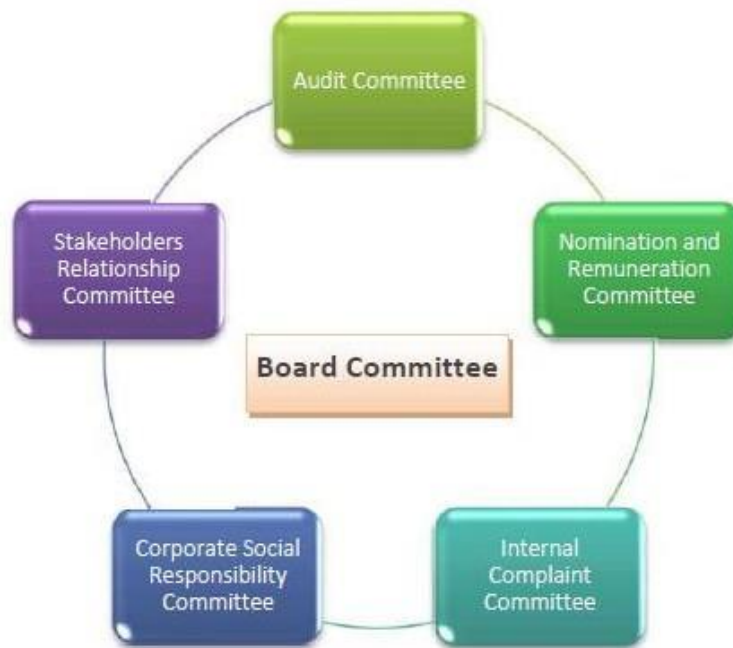 Audit Committee
Nomination and
Remuneration
Committee
Internal
Complaint
Committee
Corporate Social
Responsibility
Committee
Stakeholders
Relationship
Committee
Board Committee